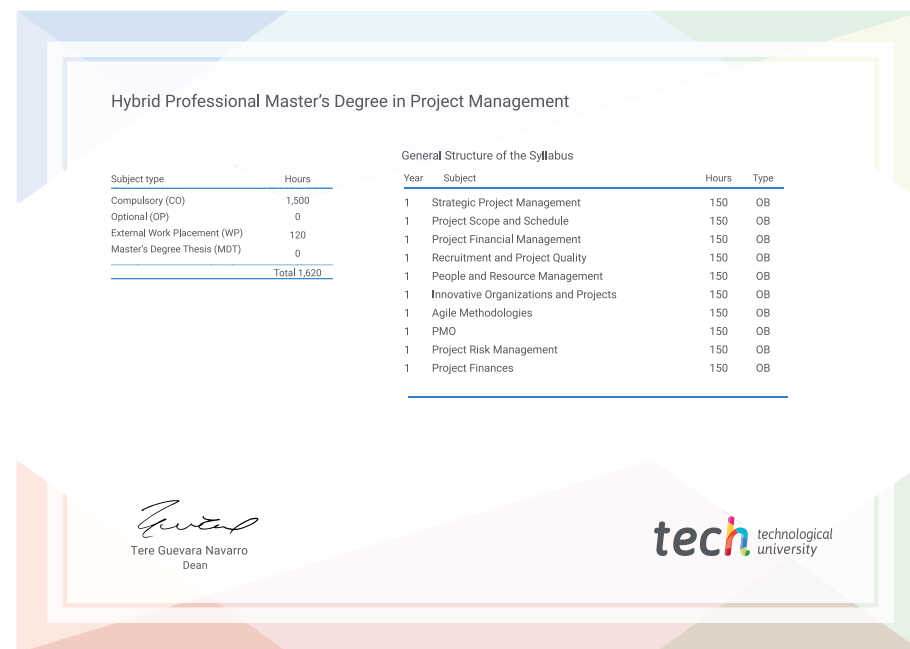 Hybrid Professional Master's Degree in Project Management
Subject type Hours
Compulsory (CO) 1,500
Optional (OP) 0
External Work Placement (WP) 120
Master's Degree Thesis (MDT) 0
Total 1,620
General Structure of the Syllabus
Year Subject Hours Type
1 Strategic Project Management 150 OB
1 Project Scope and Schedule 150 OB
1 Project Financial Management 150 OB
1 Recruitment and Project Quality 150 OB
1 People and Resource Management 150 OB
1 Innovative Organizations and Projects 150 OB
1 Agile Methodologies 150 OB
1 PMO 150 OB
1 Project Risk Management 150 OB
1 Project Finances 150 OB
Tere Guevara Navarro
Dean
tech technological
university